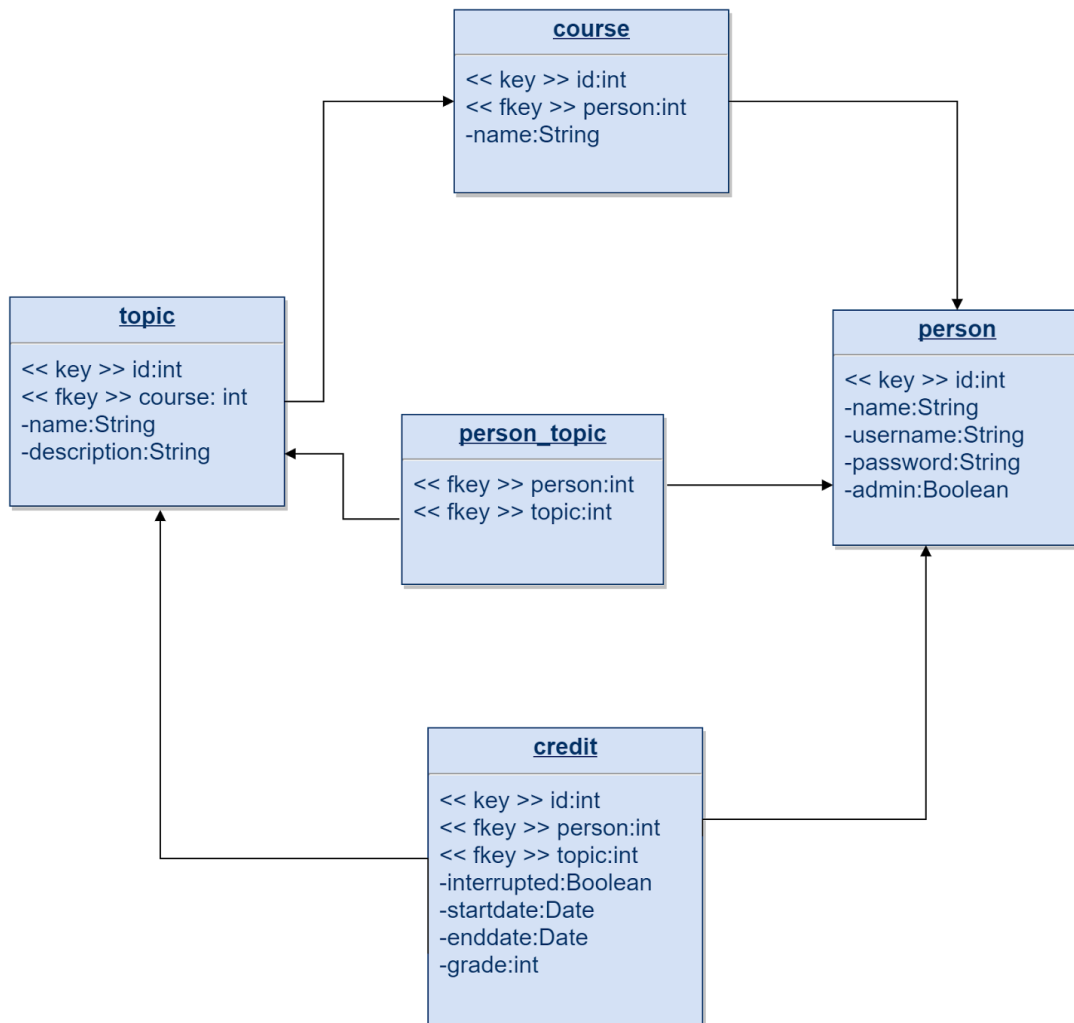 course
<< key >> id:int
<< fkey >> person:int
-name:String
topic
<< key >> id:int
<< fkey >> course: int
-name:String
-description:String
person
<< key >> id:int
-name:String
-username:String
-password:String
-admin:Boolean
person_topic
<< fkey >> person:int
<< fkey >> topic:int
credit
<< key >> id:int
<< fkey >> person:int
<< fkey >> topic:int
-interrupted:Boolean
-startdate:Date
-enddate:Date
-grade:int